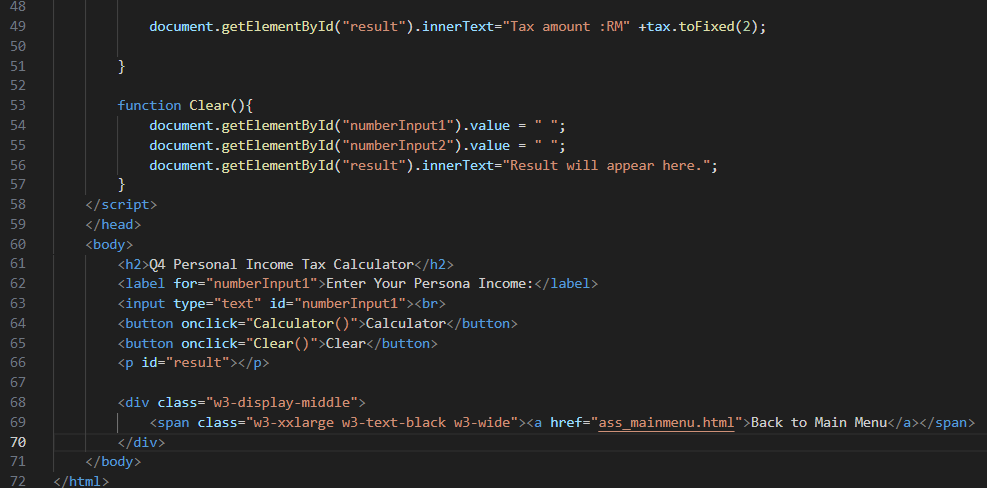 48
49 document.getElementById("result").innerText="Tax amount :RM" +tax.toFixed(2);
50
51 }
52
53 function Clear(){
54 document.getElementById("numberInput1").value = " ";
55 document.getElementById("numberInput2").value = " ";
56 document.getElementById("result").innerText="Result will appear here.";
57 }
58 </script>
59 </head>
60 <body>
61 <h2>Q4 Personal Income Tax Calculator</h2>
62 <label for="numberInput1">Enter Your Persona Income:</label>
63 <input type="text" id="numberInput1"><br>
64 <button onclick="Calculator()">Calculator</button>
65 <button onclick="Clear()">Clear</button>
66 <p id="result"></p>
67
68 <div class="w3-display-middle">
69 <span class="w3-xxlarge w3-text-black w3-wide"><a href="ass_mainmenu.html">Back to Main Menu</a></span>
70 </div>
71 </body>
72 </html>